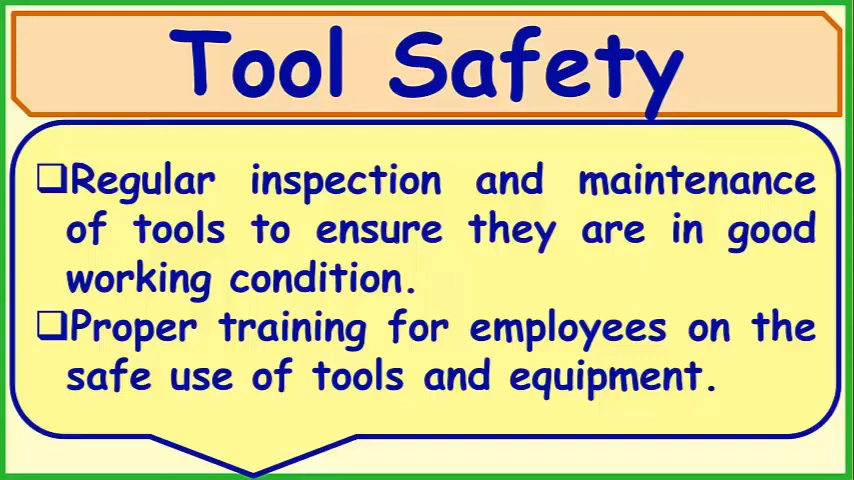 Tool Safety
❑Regular inspection and maintenance
of tools to ensure they are in good
working condition.
❑Proper training for employees on the
safe use of tools and equipment.